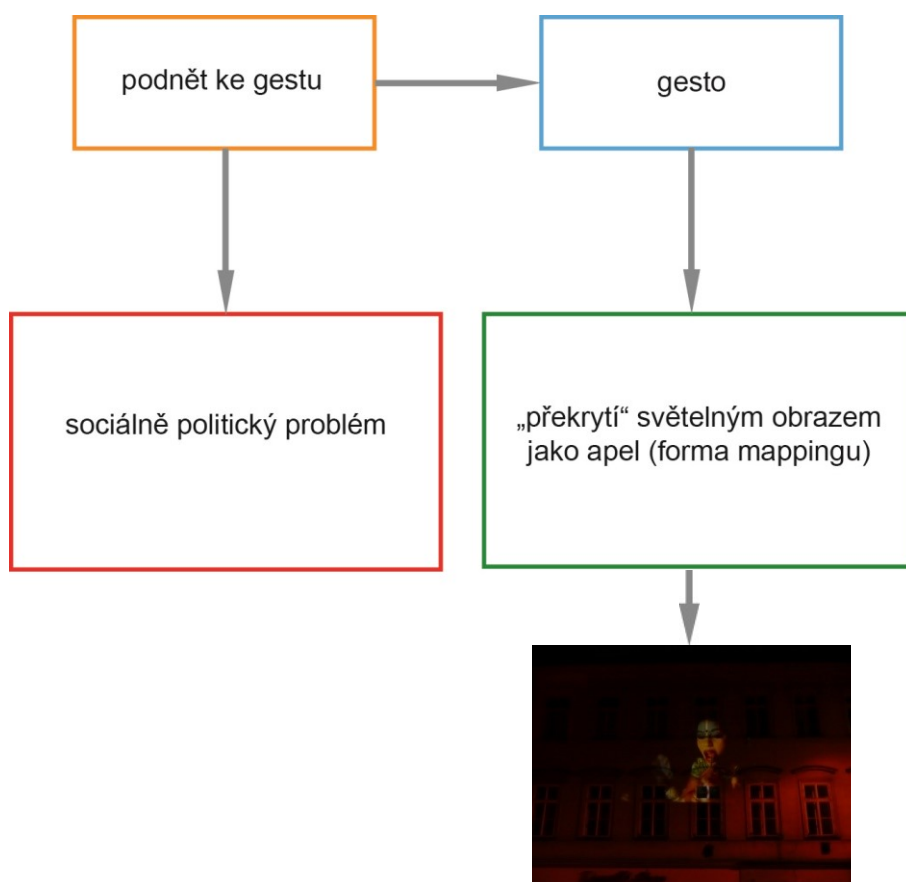 podnět ke gestu
gesto
sociálně politický problém
„překrytí“ světelným obrazem
jako apel (forma mappingu)